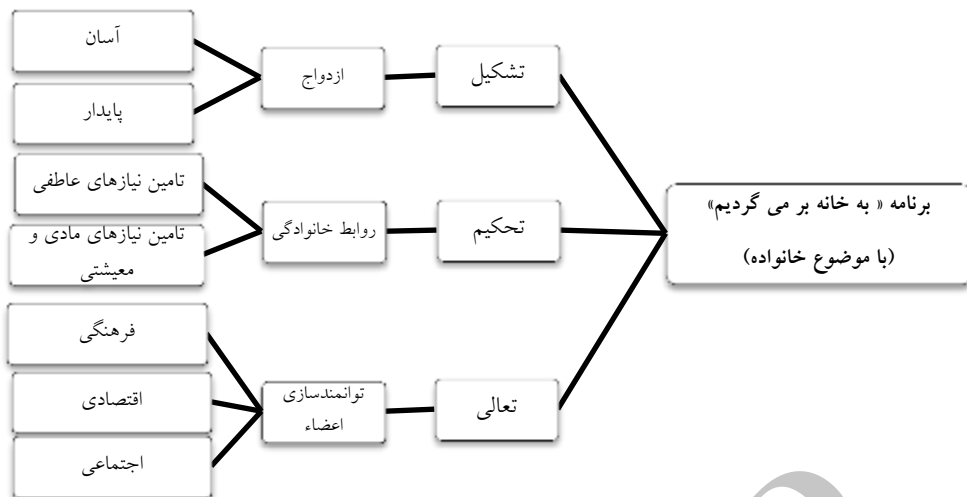 برنامه « به خانه بر می گردیم»
(با موضوع خانواده)
تشکیل
ازدواج
آسان
پایدار
تحکیم
روابط خانوادگی
تامین نیازهای عاطفی
تامین نیازهای مادی و
معیشتی
تعالی
توانمندسازی
اعضاء
فرهنگی
اقتصادی
اجتماعی